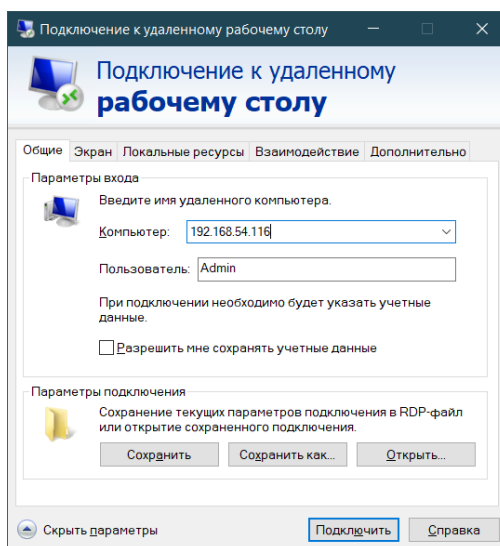 Подключение к удаленному рабочему столу
Подключение к удаленному
рабочему столу
Общие Экран Локальные ресурсы Взаимодействие Дополнительно
Параметры входа
Введите имя удаленного компьютера.
Компьютер: 192.168.54.116
Пользователь: Admin
При подключении необходимо будет указать учетные
данные.
Разрешить мне сохранять учетные данные
Параметры подключения
Сохранение текущих параметров подключения в RDP-файл
или открытие сохраненного подключения.
Сохранить Сохранить как... Открыть...
Скрыть параметры Подключить Справка